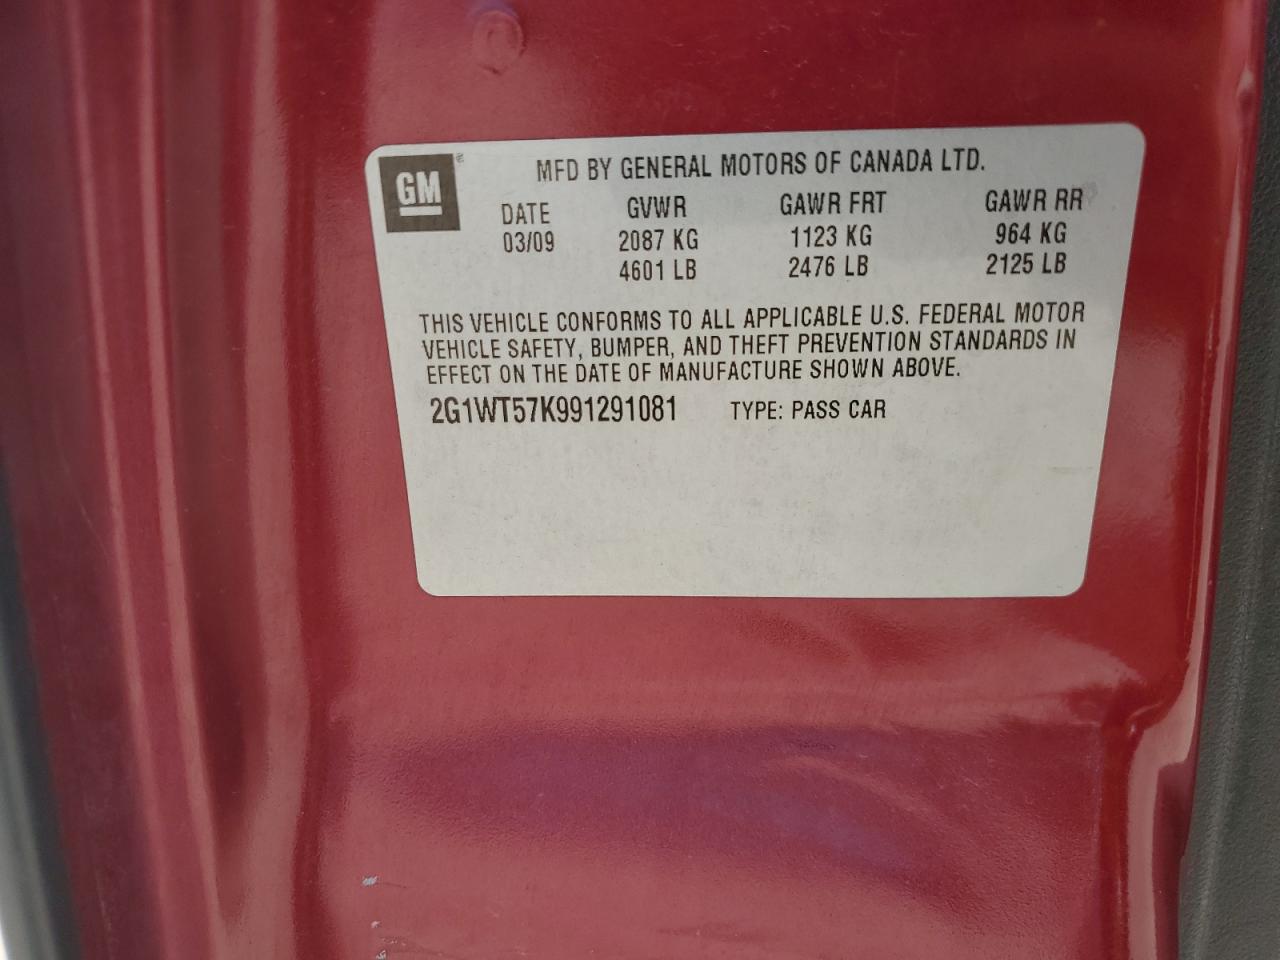 GM
MFD BY GENERAL MOTORS OF CANADA LTD.
DATE GVWR GAWR FRT GAWR RR
03/09 2087 KG 1123 KG 964 KG
4601 LB 2476 LB 2125 LB
THIS VEHICLE CONFORMS TO ALL APPLICABLE U.S. FEDERAL MOTOR
VEHICLE SAFETY, BUMPER, AND THEFT PREVENTION STANDARDS IN
EFFECT ON THE DATE OF MANUFACTURE SHOWN ABOVE.
2G1WT57K991291081 TYPE: PASS CAR